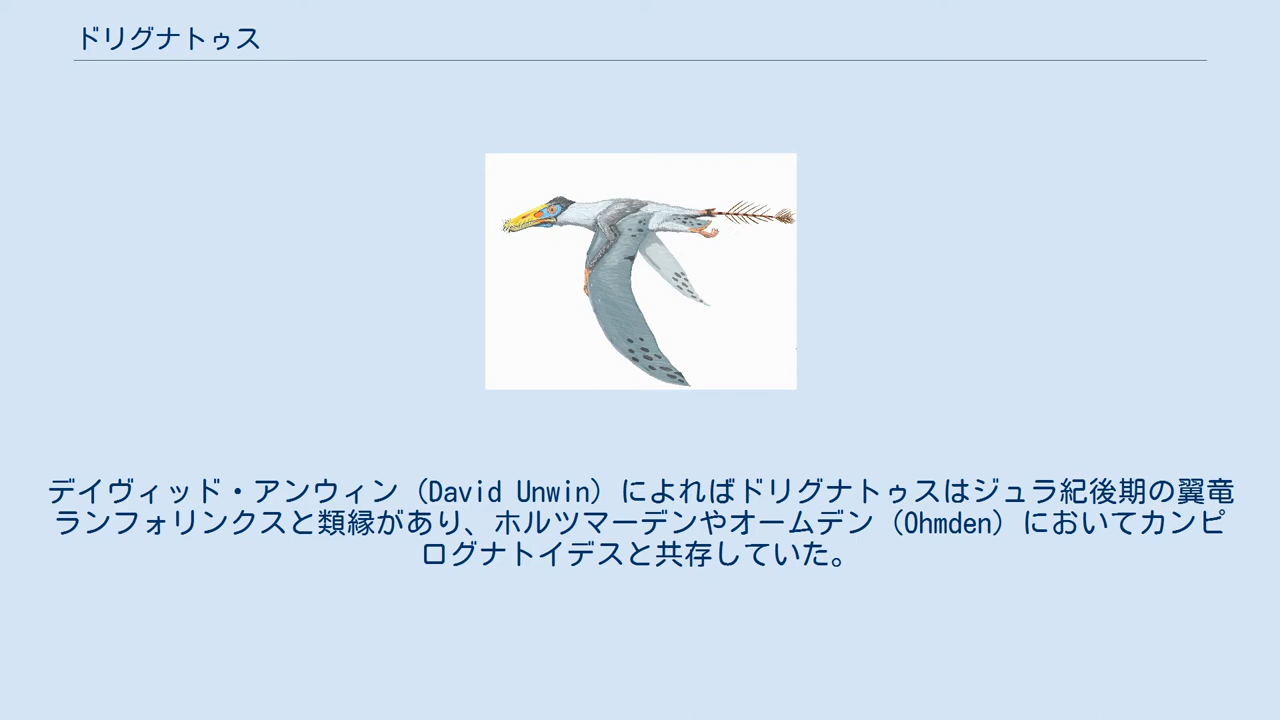 ドリグナトゥス
デイヴィッド・アンウィン（David Unwin）によればドリグナトゥスはジュラ紀後期の翼竜
ランフォリンクスと類縁があり、ホルツマーデンやオームデン（Ohmden）においてカンピ
ログナトイデスと共存していた。